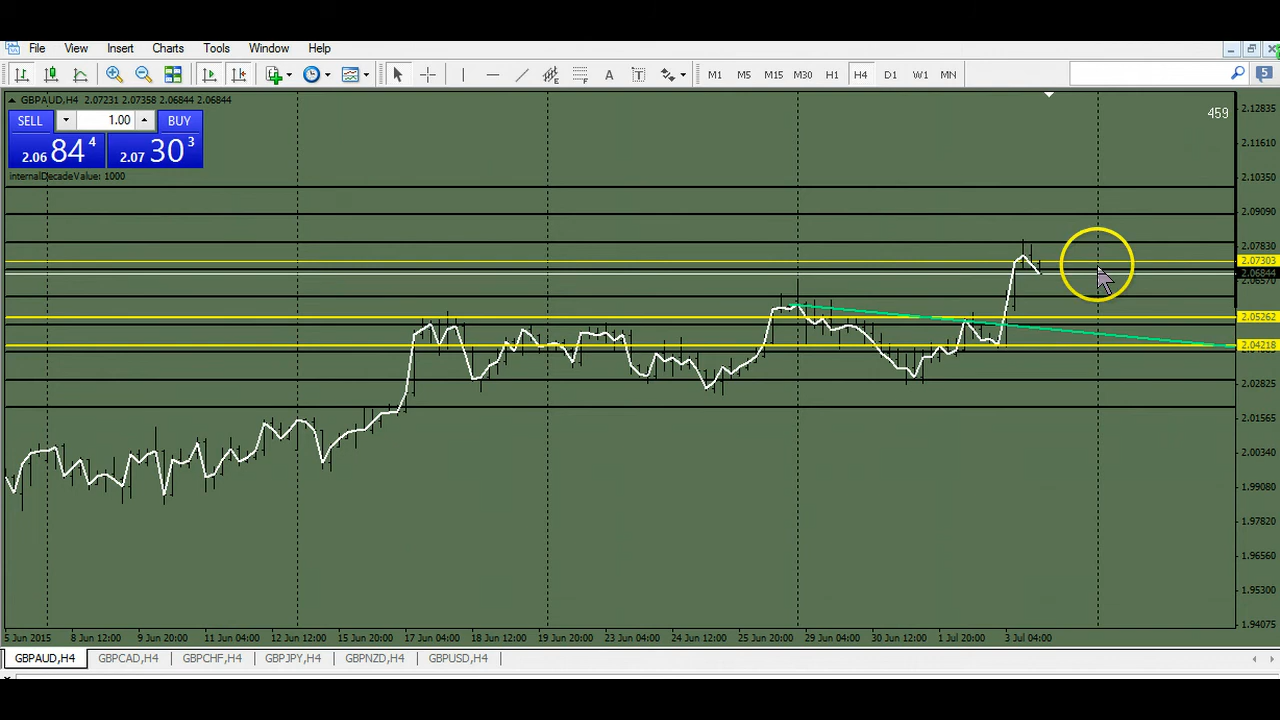 File View Insert Charts Tools Window Help
M1 M5 M15 M30 H1 H4 D1 W1 MN 5
GBPAUD,H4 2.07231 2.07358 2.06844 2.06844
SELL 1.00 BUY
2.06 84 4 2.07 30 3
internalDecadeValue: 1000
459
2.12835
2.11610
2.10350
2.09090
2.07830
2.07303
2.06844
2.06570
2.05262
2.04218
2.02825
2.01565
2.00340
1.99080
1.97820
1.96560
1.95300
1.94075
5 Jun 2015 8 Jun 12:00 9 Jun 20:00 11 Jun 04:00 12 Jun 12:00 15 Jun 20:00 17 Jun 04:00 18 Jun 12:00 19 Jun 20:00 23 Jun 04:00 24 Jun 12:00 25 Jun 20:00 29 Jun 04:00 30 Jun 12:00 1 Jul 20:00 3 Jul 04:00
GBPAUD,H4 GBPCAD,H4 GBPCHF,H4 GBPJPY,H4 GBPNZD,H4 GBPUSD,H4